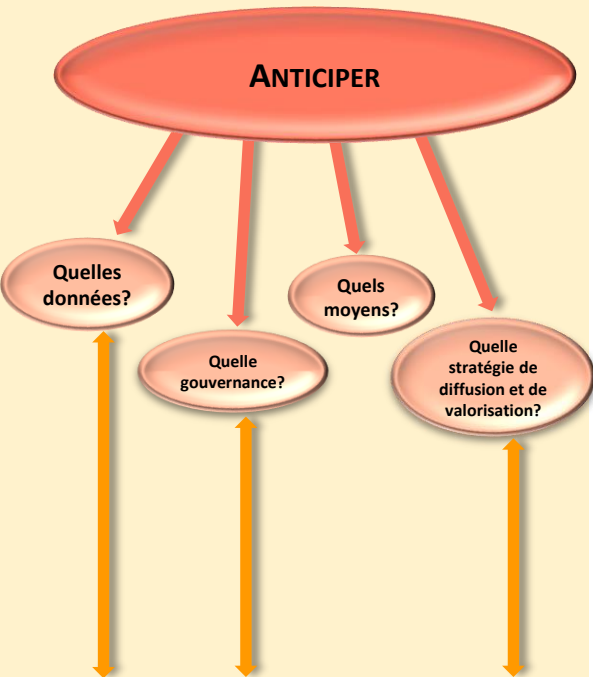 ANTICIPER
Quelles
données?
Quels
moyens?
Quelle
gouvernance?
Quelle
stratégie de
diffusion et de
valorisation?